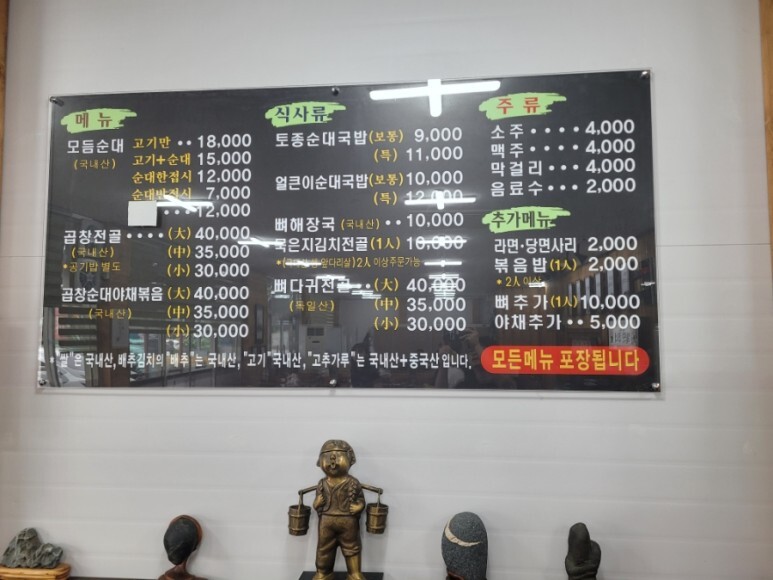 메뉴
모듬순대 고기만 ·· 18,000
(국내산) 고기+순대 15,000
순대한접시 12,000
순대반접시 7,000
·· 12,000
곱창전골 ···· (大) 40,000
(국내산) (中) 35,000
*공기밥 별도 (小) 30,000
곱창순대야채볶음 (大) 40,000
(국내산) (中) 35,000
(小) 30,000
식사류
토종순대국밥(보통) 9,000
(특) 11,000
얼큰이순대국밥(보통) 10,000
(특) 12,000
뼈해장국 (국내산) ·· 10,000
묵은지김치전골 (1人) 10,000
앞다리살) 2人 이상주문가능
뼈다귀전골 ·· (大) 40,000
(독일산) (中) 35,000
(小) 30,000
주류
소주 ···· 4,000
맥주 ···· 4,000
막걸리 ···· 4,000
음료수 ··· 2,000
추가메뉴
라면·당면사리 2,000
볶음밥(1人) 2,000
* 2人이상
뼈추가(1人) 10,000
야채추가 ·· 5,000
"쌀"은 국내산, 배추김치의 "배추"는 국내산, "고기"국내산, "고추가루"는 국내산+중국산 입니다.
모든메뉴 포장됩니다